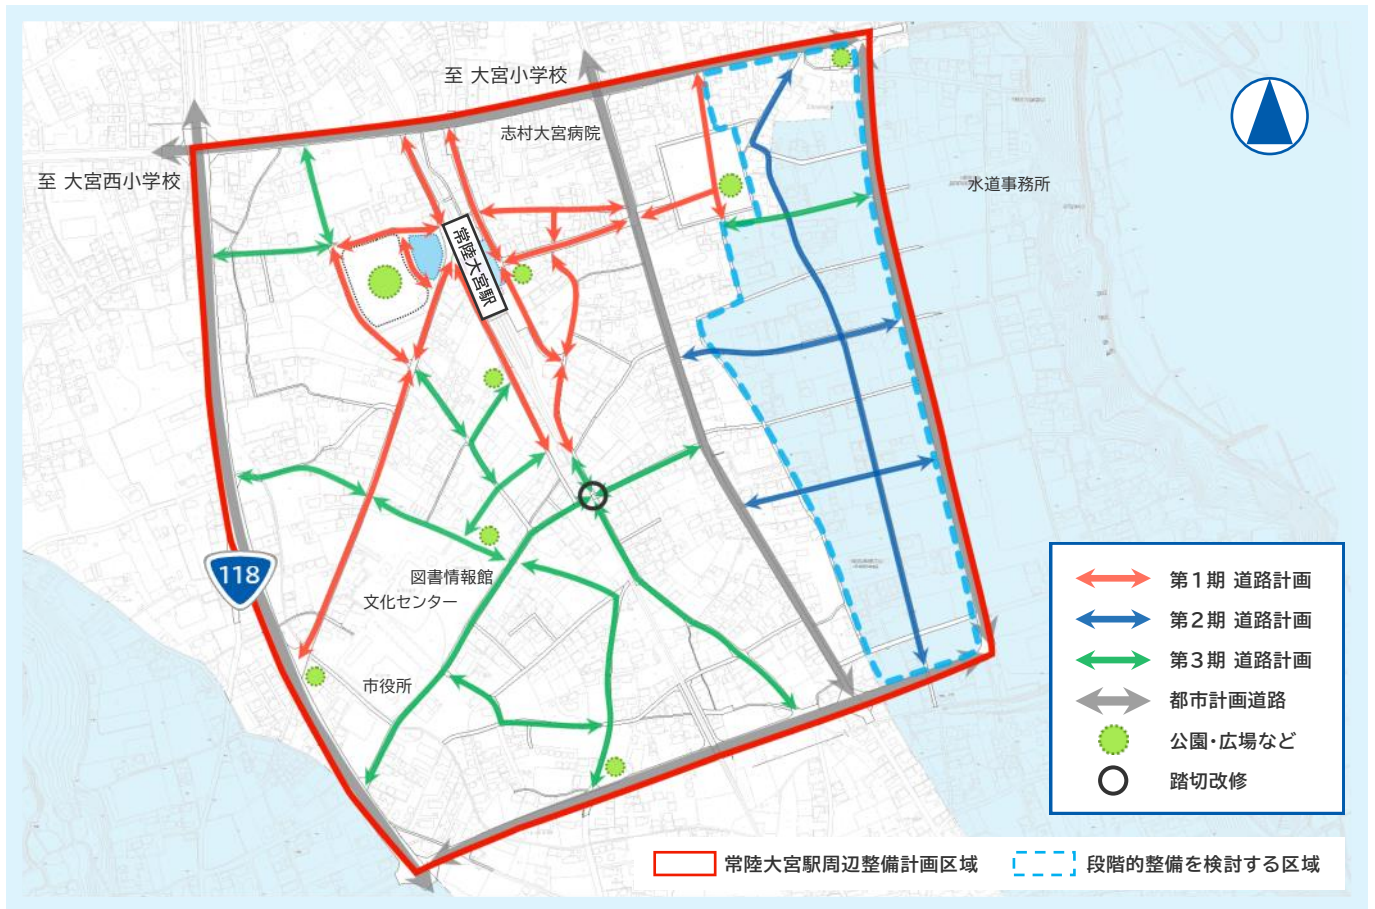 至 大宮小学校
志村大宮病院
至 大宮西小学校
水道事務所
常陸大宮駅
118
図書情報館
文化センター
市役所
第1期 道路計画
第2期 道路計画
第3期 道路計画
都市計画道路
公園・広場など
踏切改修
常陸大宮駅周辺整備計画区域
段階的整備を検討する区域